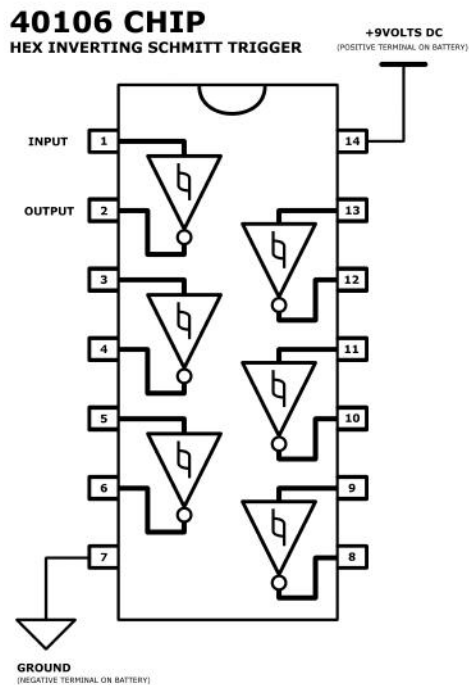 40106 CHIP
HEX INVERTING SCHMITT TRIGGER
+9VOLTS DC
(POSITIVE TERMINAL ON BATTERY)
INPUT
1
14
OUTPUT
2
13
3
12
4
11
5
10
6
9
7
8
GROUND
(NEGATIVE TERMINAL ON BATTERY)